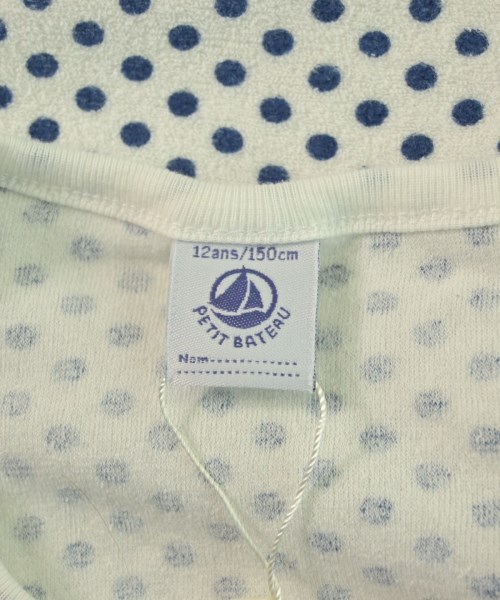 12ans/150cm
PETIT BATEAU
Nom..............
....................